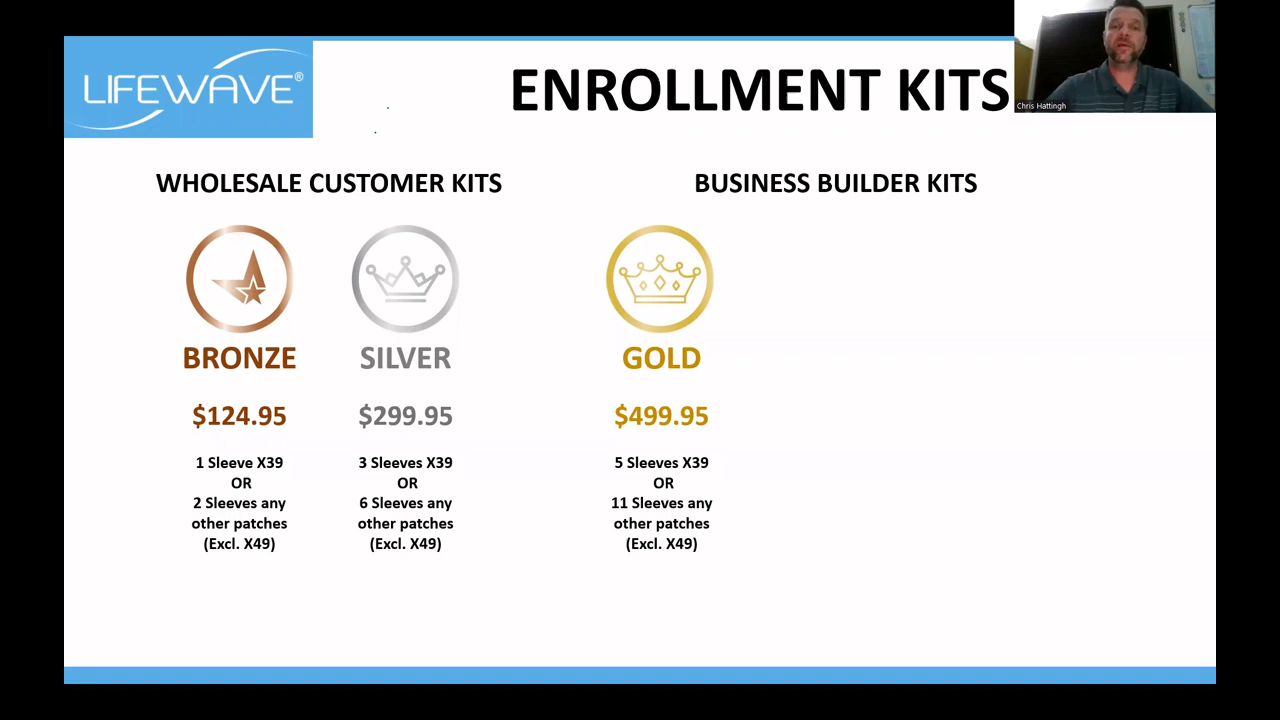 LIFEWAVE®
ENROLLMENT KITS
Chris Hattingh
WHOLESALE CUSTOMER KITS
BUSINESS BUILDER KITS
BRONZE
$124.95
1 Sleeve X39
OR
2 Sleeves any
other patches
(Excl. X49)
SILVER
$299.95
3 Sleeves X39
OR
6 Sleeves any
other patches
(Excl. X49)
GOLD
$499.95
5 Sleeves X39
OR
11 Sleeves any
other patches
(Excl. X49)